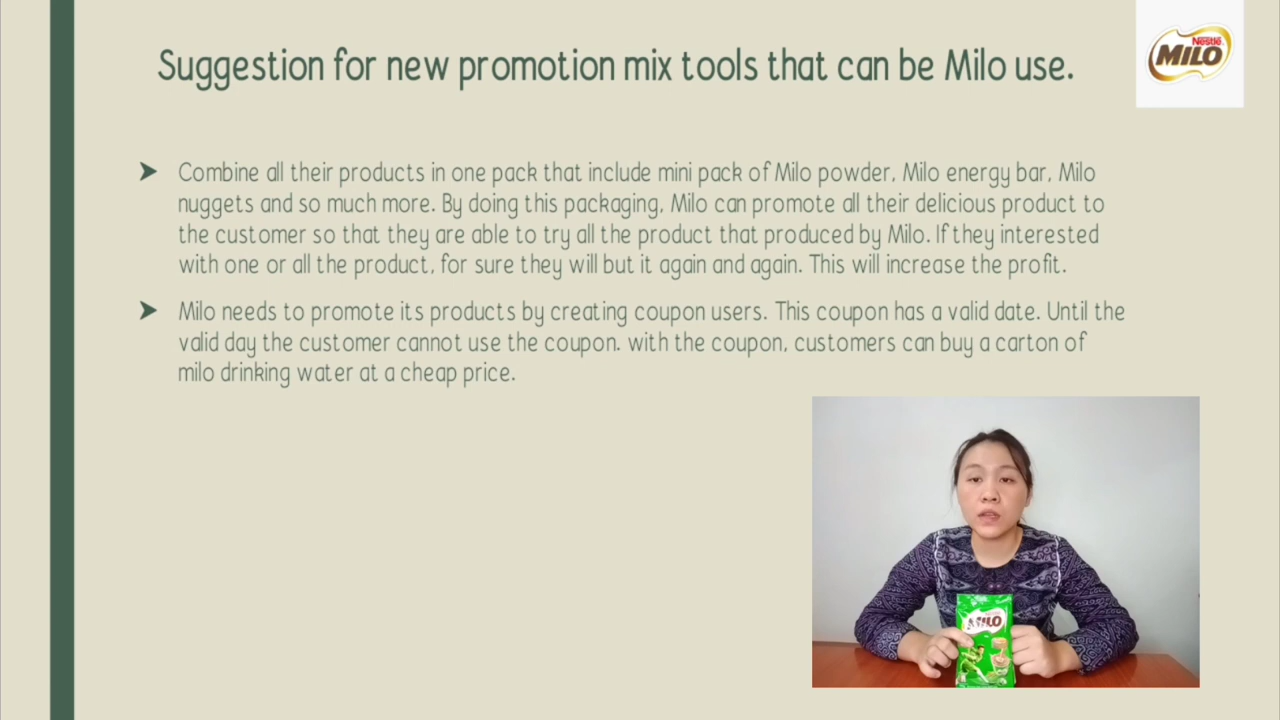 Suggestion for new promotion mix tools that can be Milo use.
Nestle
MILO
Combine all their products in one pack that include mini pack of Milo powder, Milo energy bar, Milo
nuggets and so much more. By doing this packaging, Milo can promote all their delicious product to
the customer so that they are able to try all the product that produced by Milo. If they interested
with one or all the product, for sure they will but it again and again. This will increase the profit.
Milo needs to promote its products by creating coupon users. This coupon has a valid date. Until the
valid day the customer cannot use the coupon. with the coupon, customers can buy a carton of
milo drinking water at a cheap price.
MILO